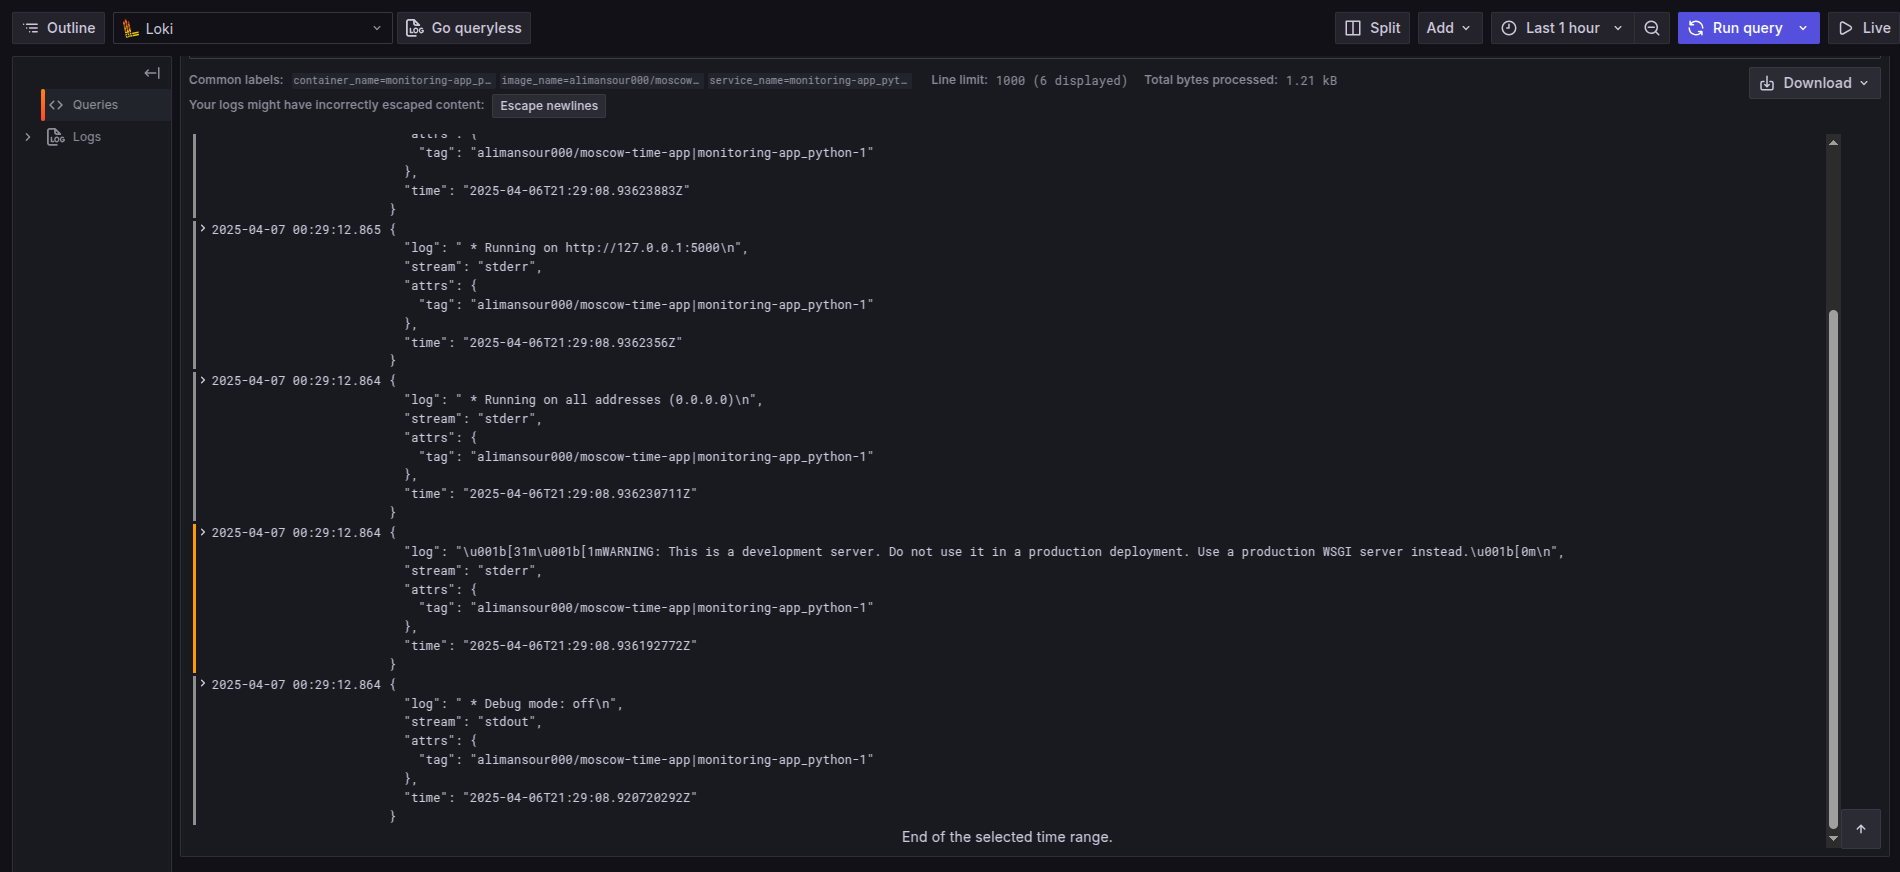 Outline
Loki
Go queryless
Split
Add
Last 1 hour
Run query
Live
Queries
Logs
Common labels: container_name=monitoring-app_p… image_name=alimansour000/moscow… service_name=monitoring-app_pyt… Line limit: 1000 (6 displayed) Total bytes processed: 1.21 kB
Download
Your logs might have incorrectly escaped content: Escape newlines
"attrs": {
"tag": "alimansour000/moscow-time-app|monitoring-app_python-1"
},
"time": "2025-04-06T21:29:08.93623883Z"
}
2025-04-07 00:29:12.865 {
"log": " * Running on http://127.0.0.1:5000\n",
"stream": "stderr",
"attrs": {
"tag": "alimansour000/moscow-time-app|monitoring-app_python-1"
},
"time": "2025-04-06T21:29:08.9362356Z"
}
2025-04-07 00:29:12.864 {
"log": " * Running on all addresses (0.0.0.0)\n",
"stream": "stderr",
"attrs": {
"tag": "alimansour000/moscow-time-app|monitoring-app_python-1"
},
"time": "2025-04-06T21:29:08.936230711Z"
}
2025-04-07 00:29:12.864 {
"log": "\u001b[31m\u001b[1mWARNING: This is a development server. Do not use it in a production deployment. Use a production WSGI server instead.\u001b[0m\n",
"stream": "stderr",
"attrs": {
"tag": "alimansour000/moscow-time-app|monitoring-app_python-1"
},
"time": "2025-04-06T21:29:08.936192772Z"
}
2025-04-07 00:29:12.864 {
"log": " * Debug mode: off\n",
"stream": "stdout",
"attrs": {
"tag": "alimansour000/moscow-time-app|monitoring-app_python-1"
},
"time": "2025-04-06T21:29:08.920720292Z"
}
End of the selected time range.